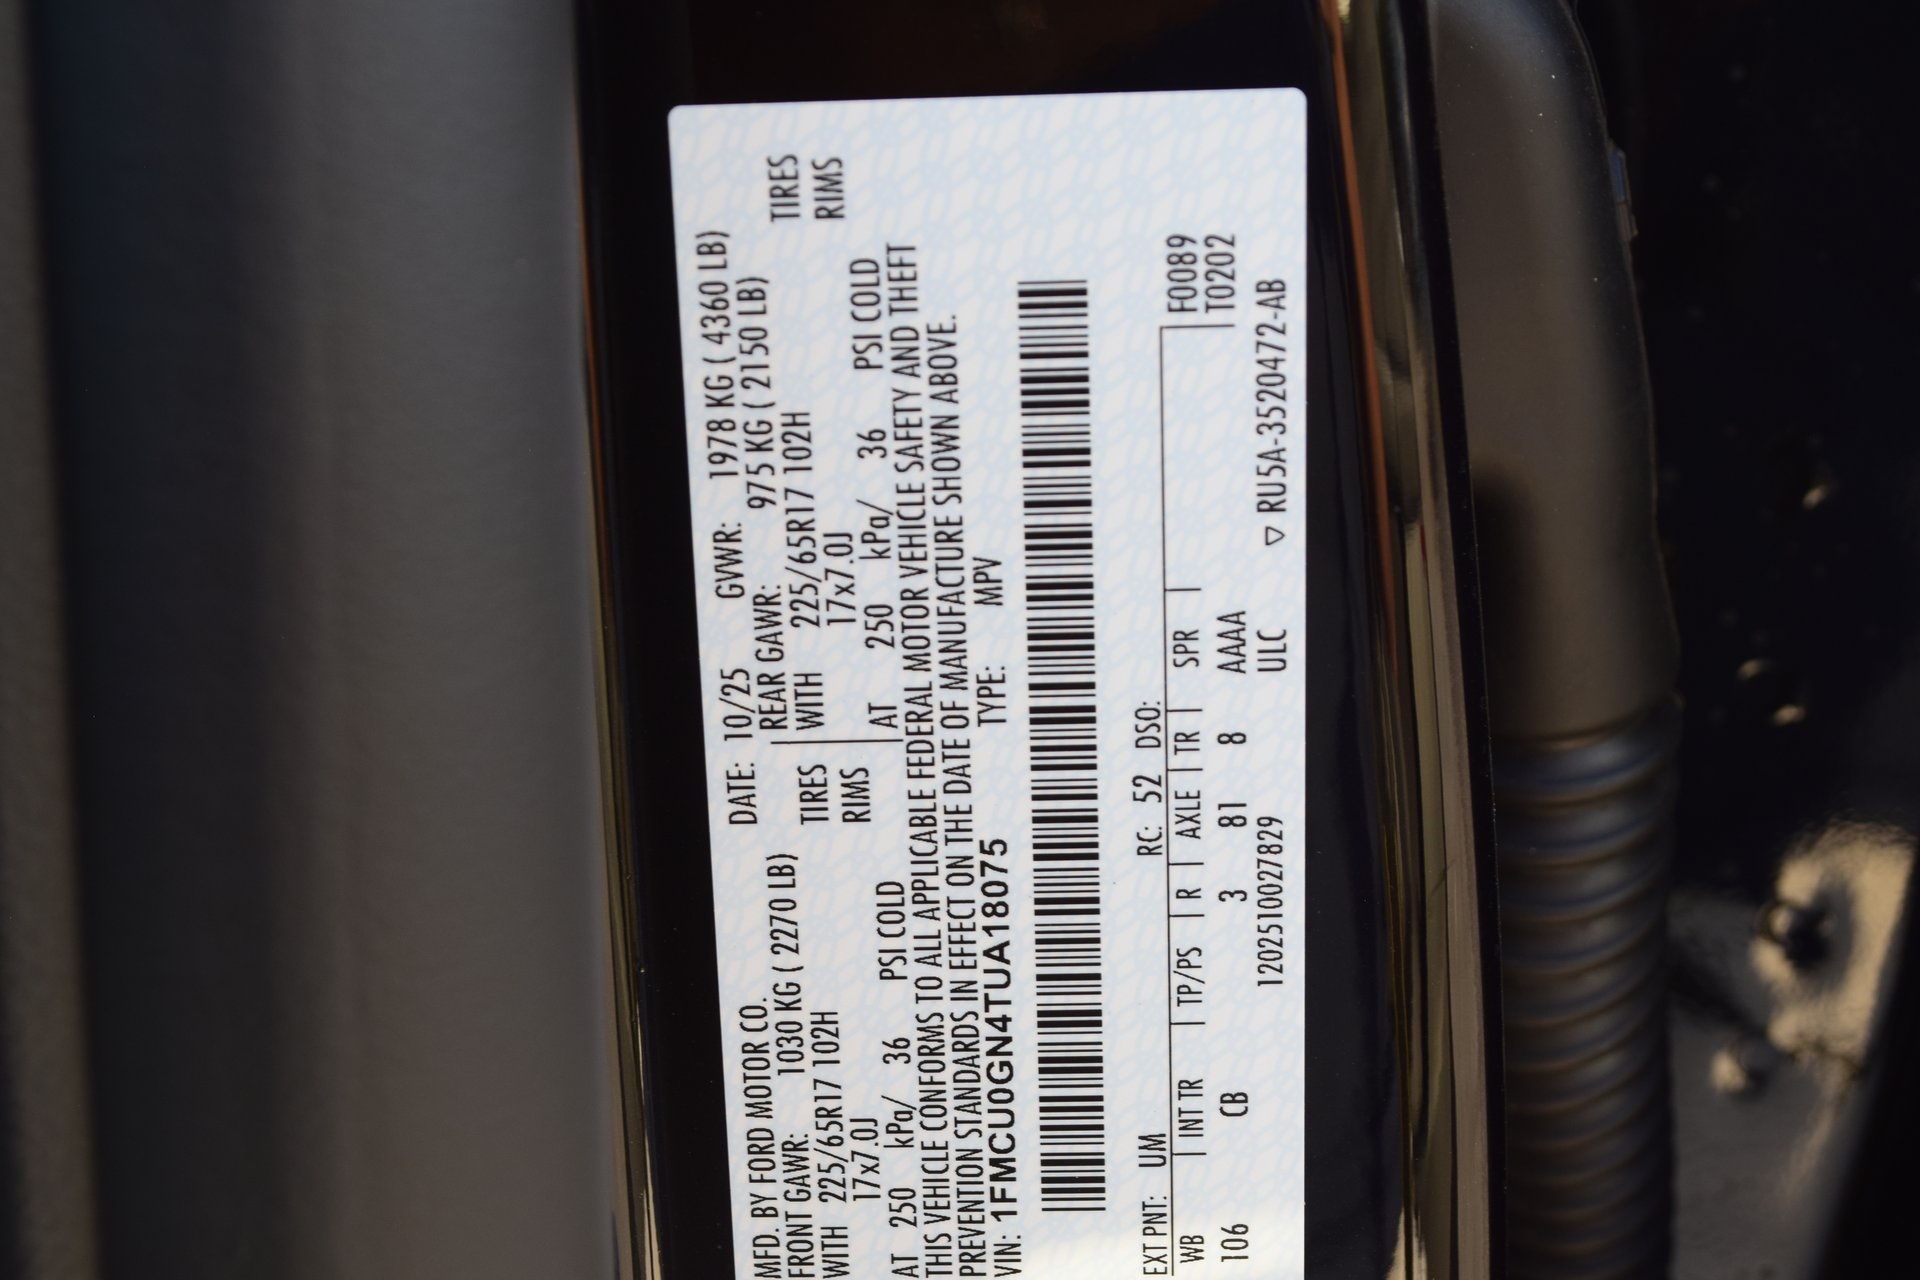 MFD. BY FORD MOTOR CO. DATE: 10/25 GVWR: 1978 KG ( 4360 LB)
FRONT GAWR: 1030 KG ( 2270 LB) REAR GAWR: 975 KG ( 2150 LB)
WITH 225/65R17 102H TIRES WITH 225/65R17 102H TIRES
17x7.0J RIMS 17x7.0J RIMS
AT 250 kPa/ 36 PSI COLD AT 250 kPa/ 36 PSI COLD
THIS VEHICLE CONFORMS TO ALL APPLICABLE FEDERAL MOTOR VEHICLE SAFETY AND THEFT
PREVENTION STANDARDS IN EFFECT ON THE DATE OF MANUFACTURE SHOWN ABOVE.
VIN: 1FMCU0GN4TUA18075 TYPE: MPV
EXT PNT: UM RC: 52 DSO:
WB INT TR TP/PS R AXLE TR SPR F0089
106 CB 3 81 8 AAAA T0202
120251002782​9 ULC ▽ RU5A-3520472-AB